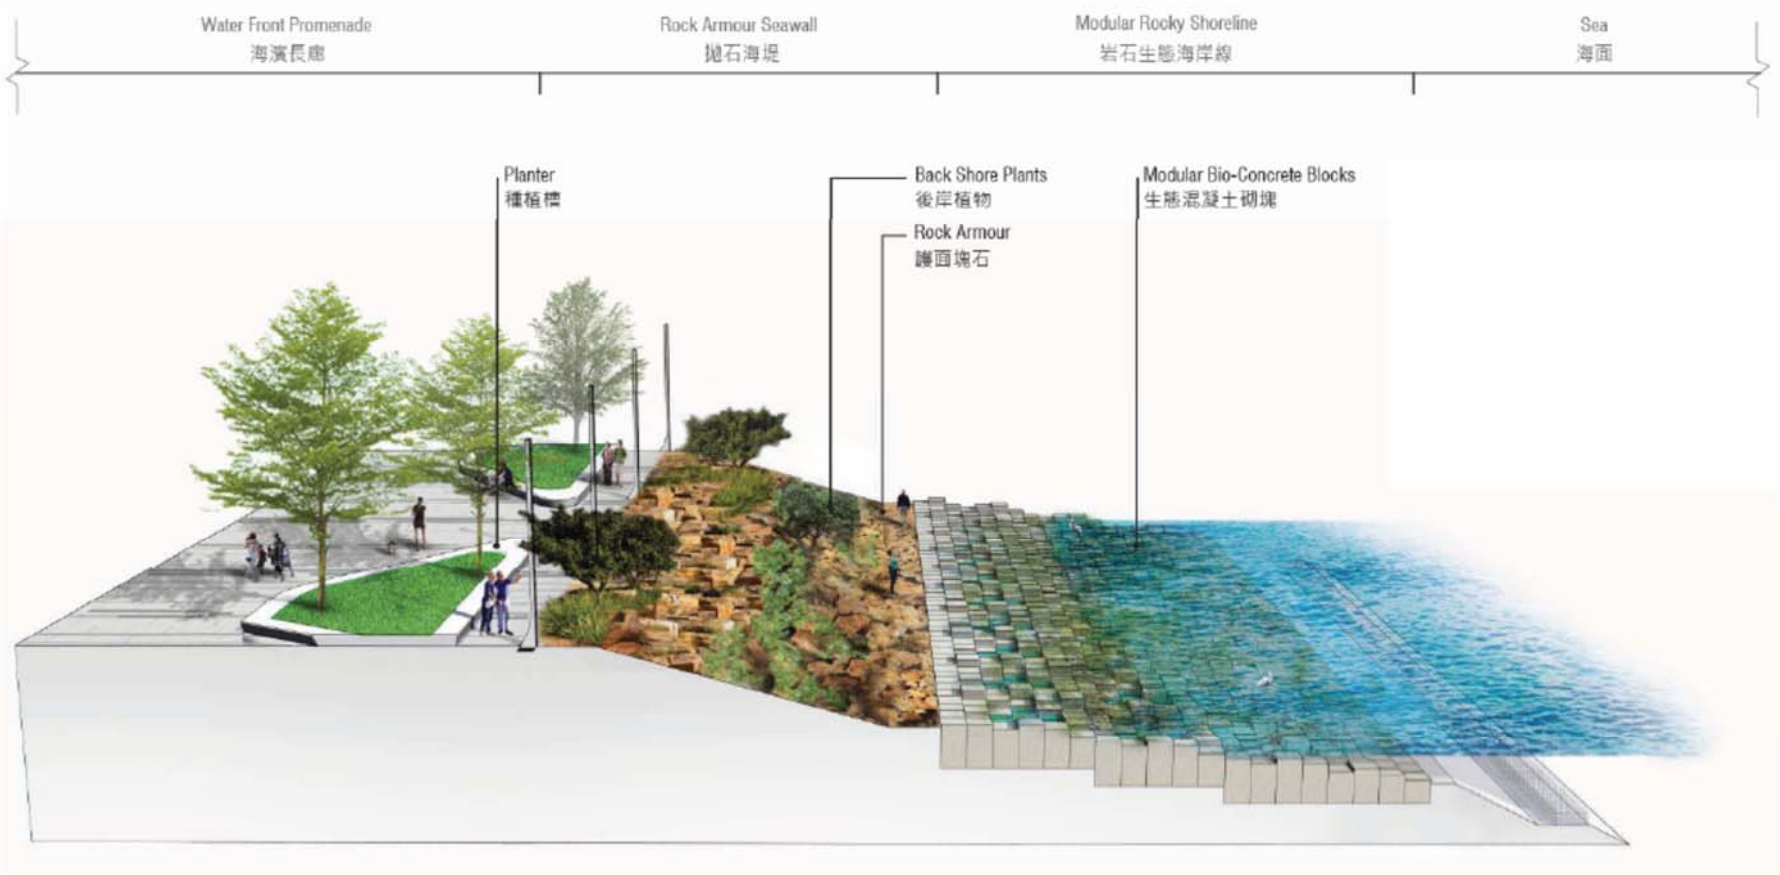 Water Front Promenade
海濱長廊
Rock Armour Seawall
拋石海堤
Modular Rocky Shoreline
岩石生態海岸線
Sea
海面
Planter
種植槽
Back Shore Plants
後岸植物
Rock Armour
護面塊石
Modular Bio-Concrete Blocks
生態混凝土砌塊